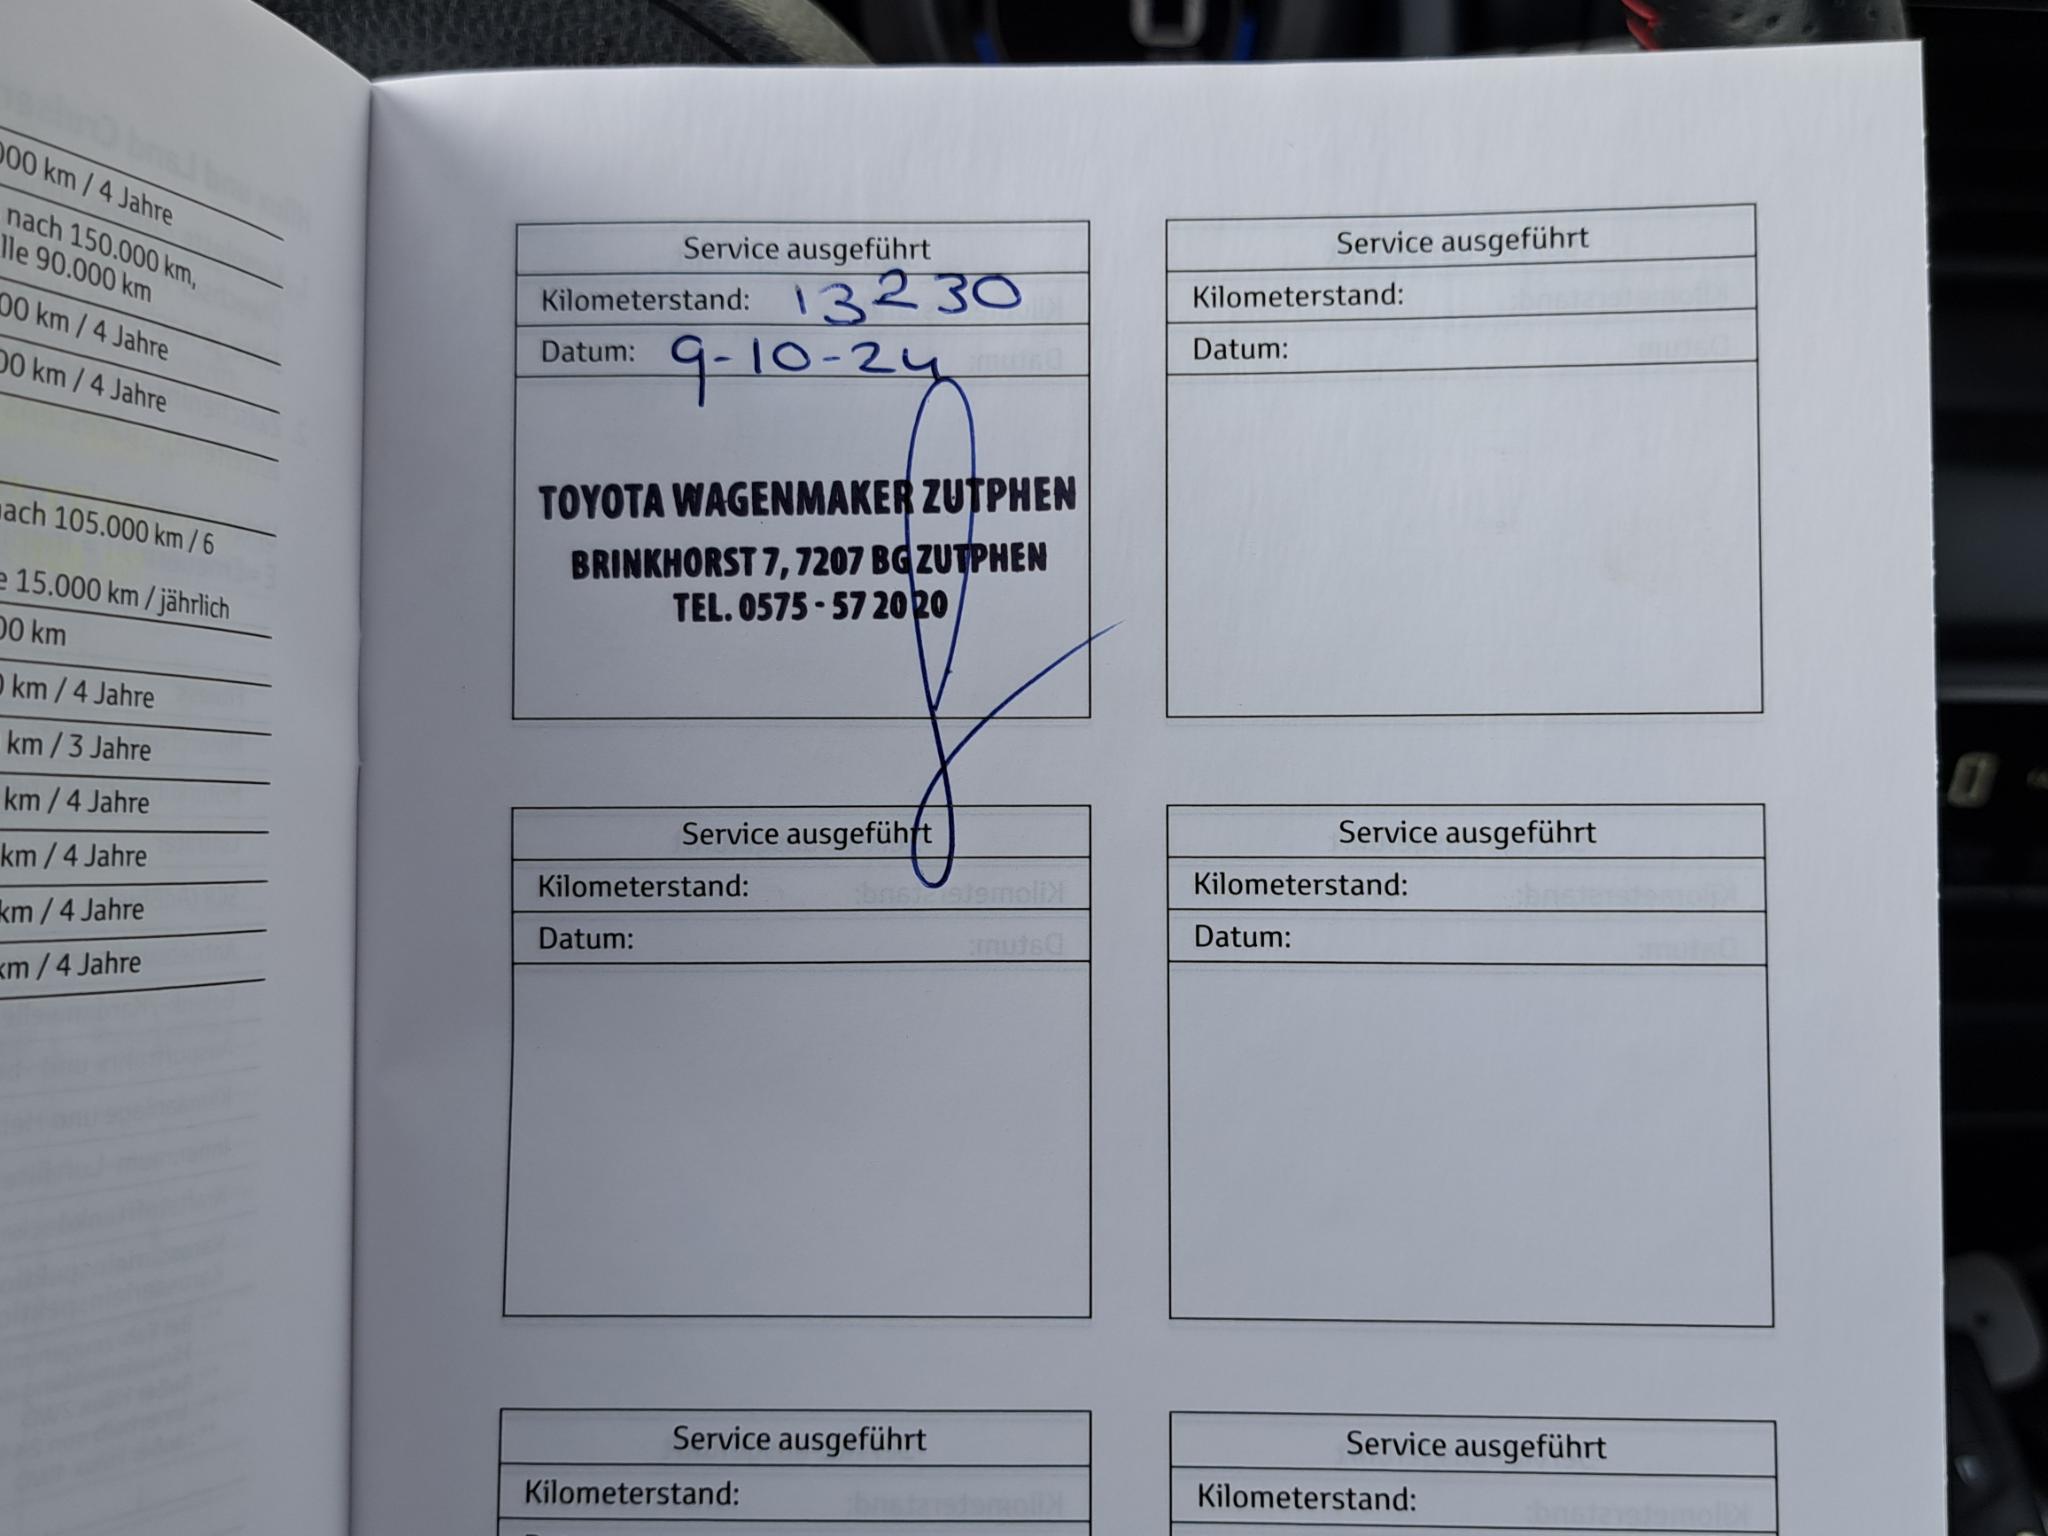 000 km / 4 Jahre
nach 150.000 km,
lle 90.000 km
00 km / 4 Jahre
00 km / 4 Jahre
nach 105.000 km / 6
e 15.000 km / jährlich
00 km
0 km / 4 Jahre
km / 3 Jahre
km / 4 Jahre
km / 4 Jahre
km / 4 Jahre
km / 4 Jahre
Service ausgeführt
Kilometerstand: 13230
Datum: 9-10-24
TOYOTA WAGENMAKER ZUTPHEN
BRINKHORST 7, 7207 BG ZUTPHEN
TEL. 0575 - 57 20 20
Service ausgeführt
Kilometerstand:
Datum:
Service ausgeführt
Kilometerstand:
Datum:
Service ausgeführt
Kilometerstand:
Datum:
Service ausgeführt
Kilometerstand:
Service ausgeführt
Kilometerstand: